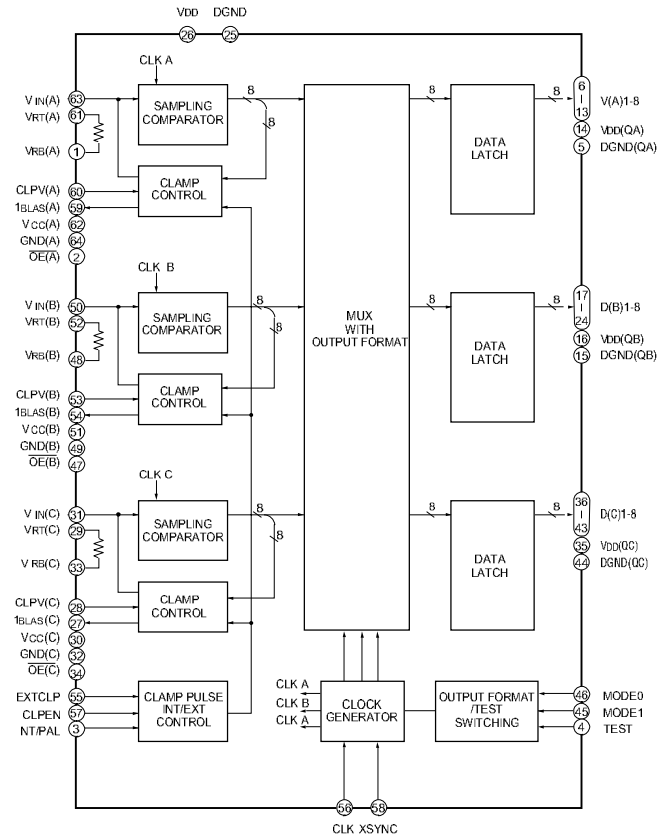 VDD DGND
26 25
CLK A
63 VIN(A)
61 VRT(A)
1 VRB(A)
60 CLPV(A)
59 1BLAS(A)
62 VCC(A)
64 GND(A)
2 OE(A)
SAMPLING
COMPARATOR
8
8
CLAMP
CONTROL
CLK B
50 VIN(B)
52 VRT(B)
48 VRB(B)
53 CLPV(B)
54 1BLAS(B)
51 VCC(B)
49 GND(B)
47 OE(B)
SAMPLING
COMPARATOR
8
8
CLAMP
CONTROL
CLK C
31 VIN(C)
29 VRT(C)
33 VRB(C)
28 CLPV(C)
27 1BLAS(C)
30 VCC(C)
32 GND(C)
34 OE(C)
SAMPLING
COMPARATOR
8
8
CLAMP
CONTROL
55 EXTCLP
57 CLPEN
3 NT/PAL
CLAMP PULSE
INT/EXT
CONTROL
MUX
WITH
OUTPUT FORMAT
8
DATA
LATCH
8
6
13
V(A)1-8
14 VDD(QA)
5 DGND(QA)
8
DATA
LATCH
8
17
24
D(B)1-8
16 VDD(QB)
15 DGND(QB)
8
DATA
LATCH
8
36
43
D(C)1-8
35 VDD(QC)
44 DGND(QC)
CLK A
CLK B
CLK A
CLOCK
GENERATOR
OUTPUT FORMAT
/TEST
SWITCHING
46 MODE0
45 MODE1
4 TEST
56 58
CLK XSYNC